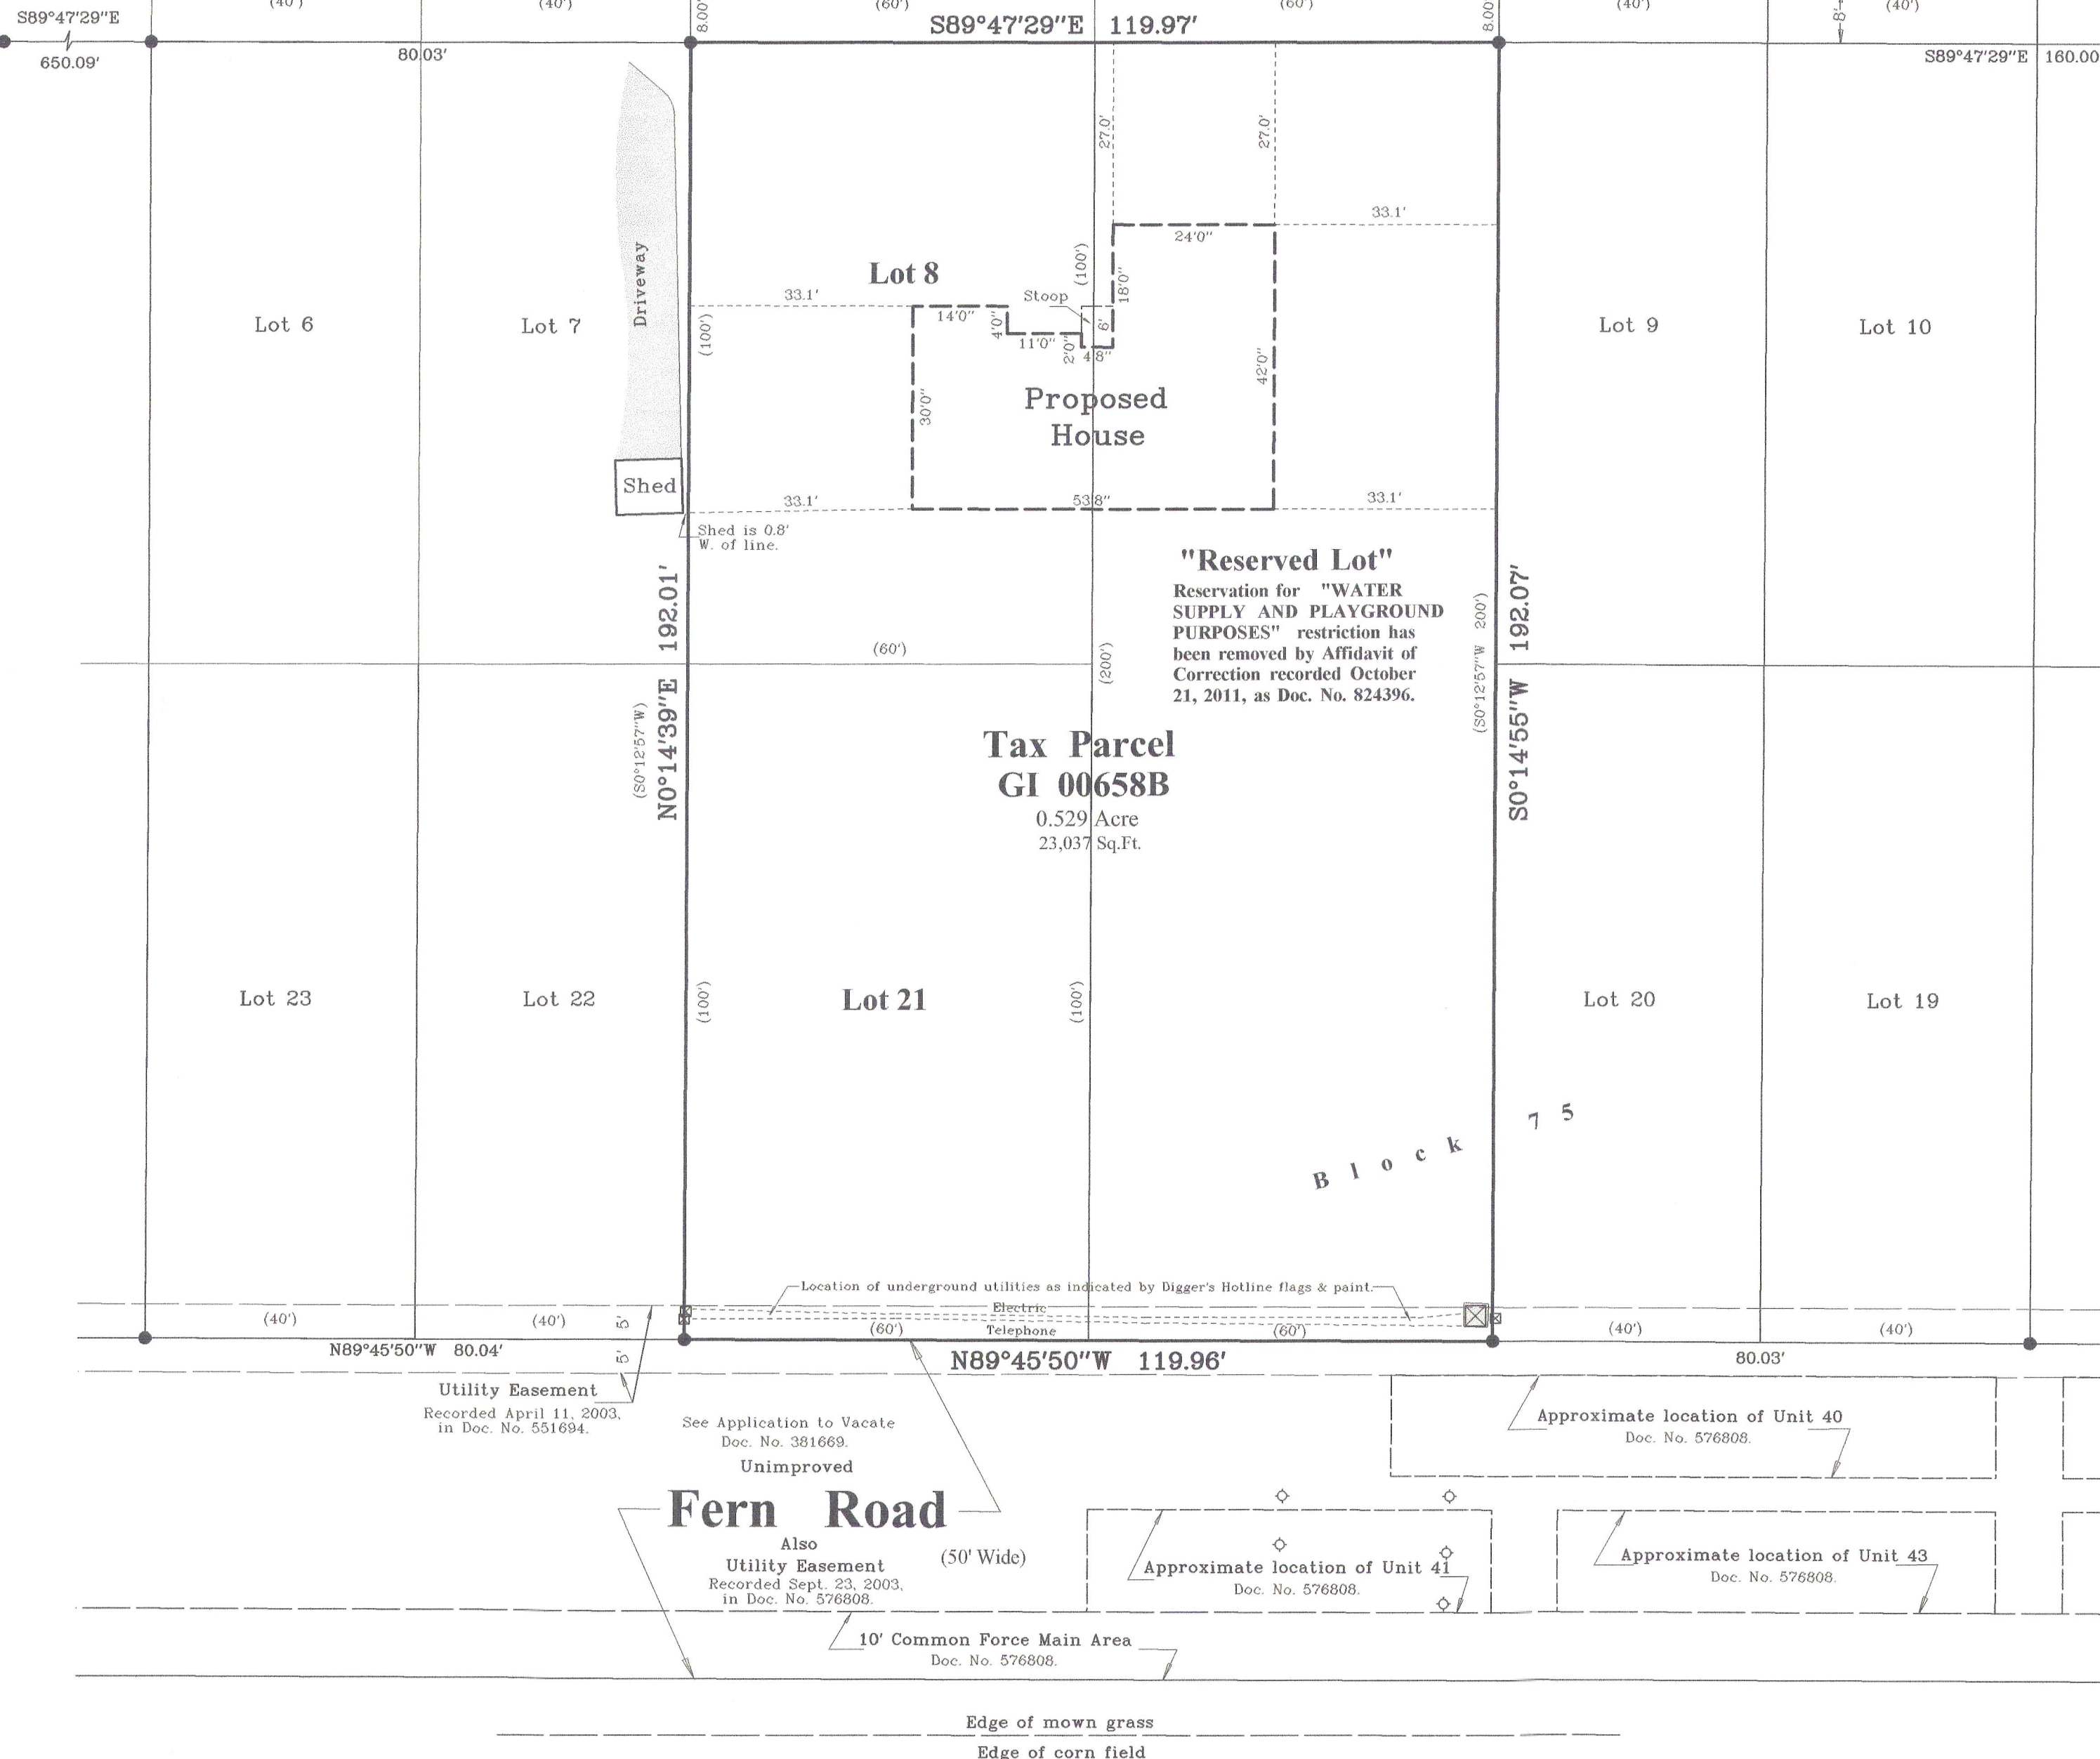 (40')
(40')
8.00'
(60')
(60')
8.00'
(40')
8'
(40')
S89°47'29"E
S89°47'29"E 119.97'
650.09'
80.03'
S89°47'29"E 160.00
27.0'
27.0'
33.1'
24'0"
Driveway
Lot 8
(100')
18'0"
33.1'
Stoop
14'0"
4'0"
6'
11'0"
2'0"
4'8"
42'0"
Lot 6
Lot 7
(100')
Lot 9
Lot 10
30'0"
Proposed
House
Shed
33.1'
53'8"
33.1'
Shed is 0.8'
W. of line.
"Reserved Lot"
Reservation for "WATER
SUPPLY AND PLAYGROUND
PURPOSES" restriction has
been removed by Affidavit of
Correction recorded October
21, 2011, as Doc. No. 824396.
N0°14'39"E 192.01'
(S0°12'57"W)
(60')
(200')
(S0°12'57"W 200')
S0°14'55"W 192.07'
Tax Parcel
GI 00658B
0.529 Acre
23,037 Sq.Ft.
Lot 23
Lot 22
(100')
Lot 21
(100')
Lot 20
Lot 19
Block 75
Location of underground utilities as indicated by Digger's Hotline flags & paint.
Electric
(40')
(40')
5'
(60')
Telephone
(60')
(40')
(40')
N89°45'50"W 80.04'
5'
N89°45'50"W 119.96'
80.03'
Utility Easement
Recorded April 11, 2003,
in Doc. No. 551694.
See Application to Vacate
Doc. No. 381669.
Unimproved
Fern Road
Also
Utility Easement
(50' Wide)
Recorded Sept. 23, 2003,
in Doc. No. 576808.
Approximate location of Unit 40
Doc. No. 576808.
Approximate location of Unit 41
Doc. No. 576808.
Approximate location of Unit 43
Doc. No. 576808.
10' Common Force Main Area
Doc. No. 576808.
Edge of mown grass
Edge of corn field